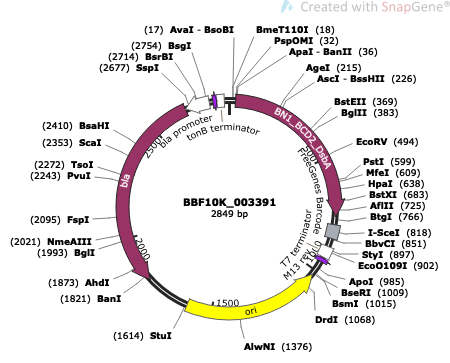 Created with SnapGene®
(17) AvaI - BsoBI
BmeT110I (18)
(2754) BsgI
PspOMI (32)
(2714) BsrBI
ApaI - BanII (36)
(2677) SspI
AgeI (215)
AscI - BssHII (226)
BstEII (369)
BglII (383)
EcoRV (494)
PstI (599)
MfeI (609)
HpaI (638)
BstXI (683)
AflII (725)
BtgI (766)
I-SceI (818)
BbvCI (851)
StyI (897)
EcoO109I (902)
ApoI (985)
BseRI (1009)
BsmI (1015)
DrdI (1068)
AlwNI (1376)
(1614) StuI
(1821) BanI
(1873) AhdI
(1993) BglI
(2021) NmeAIII
(2095) FspI
(2243) PvuI
(2272) TsoI
(2353) ScaI
(2410) BsaHI
bla promoter
tonB terminator
BN1_BCD2_DsbA
FreeGenes Barcode
T7 terminator
M13 rev
ori
bla
500
1000
1500
2000
2500
BBF10K_003391
2849 bp